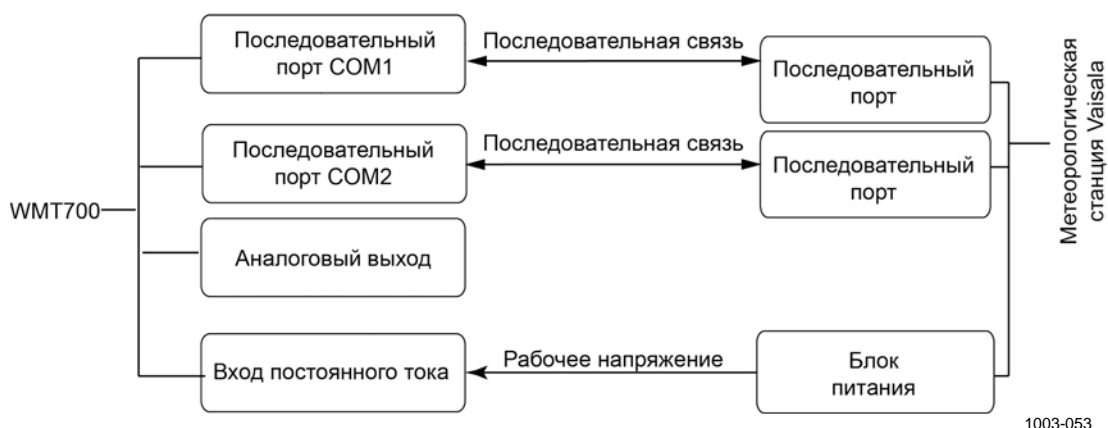 Последовательный
порт COM1
Последовательная связь
Последовательный
порт
Последовательный
порт COM2
Последовательная связь
Последовательный
порт
WMT700
Аналоговый выход
Вход постоянного тока
Рабочее напряжение
Блок
питания
Метеорологическая
станция Vaisala
1003-053